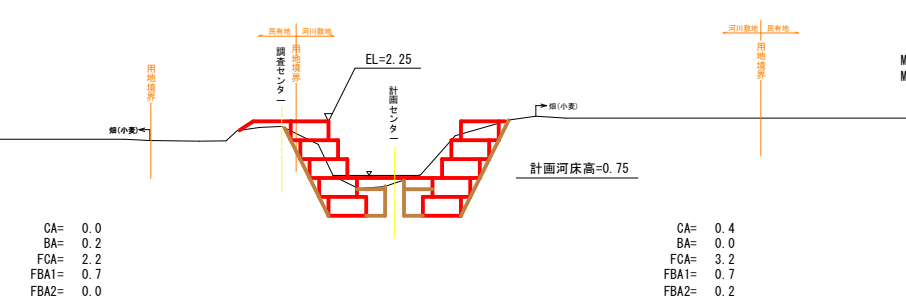 民有地 河川敷地
河川敷地 民有地
調査センター
用地境界
EL=2.25
用地境界
用地境界
計画センター
畑(小麦)
畑(小麦)
計画河床高=0.75
M
M
CA= 0.0
BA= 0.2
FCA= 2.2
FBA1= 0.7
FBA2= 0.0
CA= 0.4
BA= 0.0
FCA= 3.2
FBA1= 0.7
FBA2= 0.2